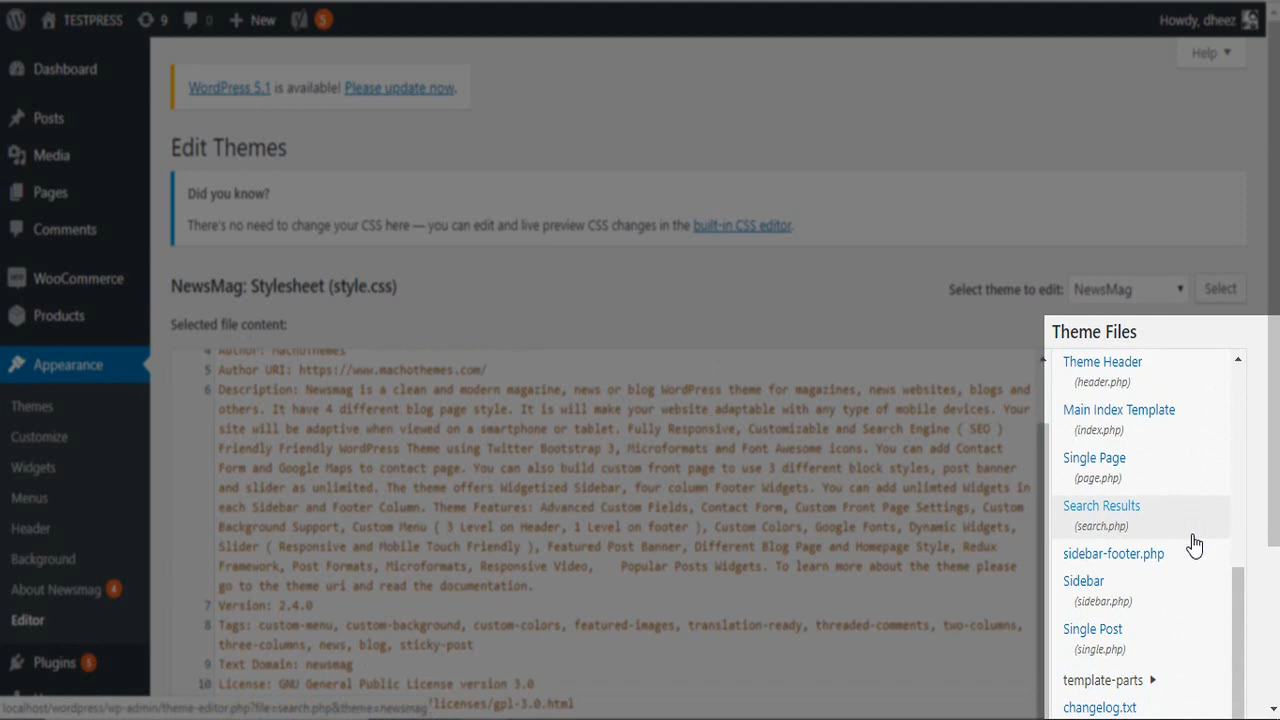 TESTPRESS 9 0 New 5 Howdy, dheez
Help
Dashboard
Posts
Media
Pages
Comments
WooCommerce
Products
Appearance
Themes
Customize
Widgets
Menus
Header
Background
About Newsmag 4
Editor
Plugins 5
WordPress 5.1 is available! Please update now.
Edit Themes
Did you know?
There's no need to change your CSS here — you can edit and live preview CSS changes in the built-in CSS editor.
NewsMag: Stylesheet (style.css)
Select theme to edit: NewsMag Select
Selected file content:
4 Author: MachoThemes
5 Author URI: https://www.machothemes.com/
6 Description: Newsmag is a clean and modern magazine, news or blog WordPress theme for magazines, news websites, blogs and
others. It have 4 different blog page style. It is will make your website adaptable with any type of mobile devices. Your
site will be adaptive when viewed on a smartphone or tablet. Fully Responsive, Customizable and Search Engine ( SEO )
Friendly Friendly WordPress Theme using Twitter Bootstrap 3, Microformats and Font Awesome icons. You can add Contact
Form and Google Maps to contact page. You can also build custom front page to use 3 different block styles, post banner
and slider as unlimited. The theme offers Widgetized Sidebar, four column Footer Widgets. You can add unlimted Widgets in
each Sidebar and Footer Column. Theme Features: Advanced Custom Fields, Contact Form, Custom Front Page Settings, Custom
Background Support, Custom Menu ( 3 Level on Header, 1 Level on footer ), Custom Colors, Google Fonts, Dynamic Widgets,
Slider ( Responsive and Mobile Touch Friendly ), Featured Post Banner, Different Blog Page and Homepage Style, Redux
Framework, Post Formats, Microformats, Responsive Video, Popular Posts Widgets. To learn more about the theme please
go to the theme uri and read the documentation.
7 Version: 2.4.0
8 Tags: custom-menu, custom-background, custom-colors, featured-images, translation-ready, threaded-comments, two-columns,
three-columns, news, blog, sticky-post
9 Text Domain: newsmag
10 License: GNU General Public License version 3.0
/licenses/gpl-3.0.html
Theme Files
Theme Header
(header.php)
Main Index Template
(index.php)
Single Page
(page.php)
Search Results
(search.php)
sidebar-footer.php
Sidebar
(sidebar.php)
Single Post
(single.php)
template-parts
changelog.txt
localhost/wordpress/wp-admin/theme-editor.php?file=search.php&theme=newsmag